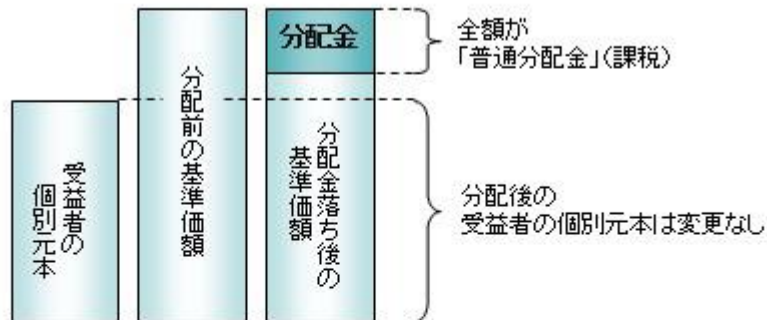 受益者の
個別元本
分配前の基準価額
分配金
分配金落ち後の
基準価額
全額が
「普通分配金」(課税)
分配後の
受益者の個別元本は変更なし